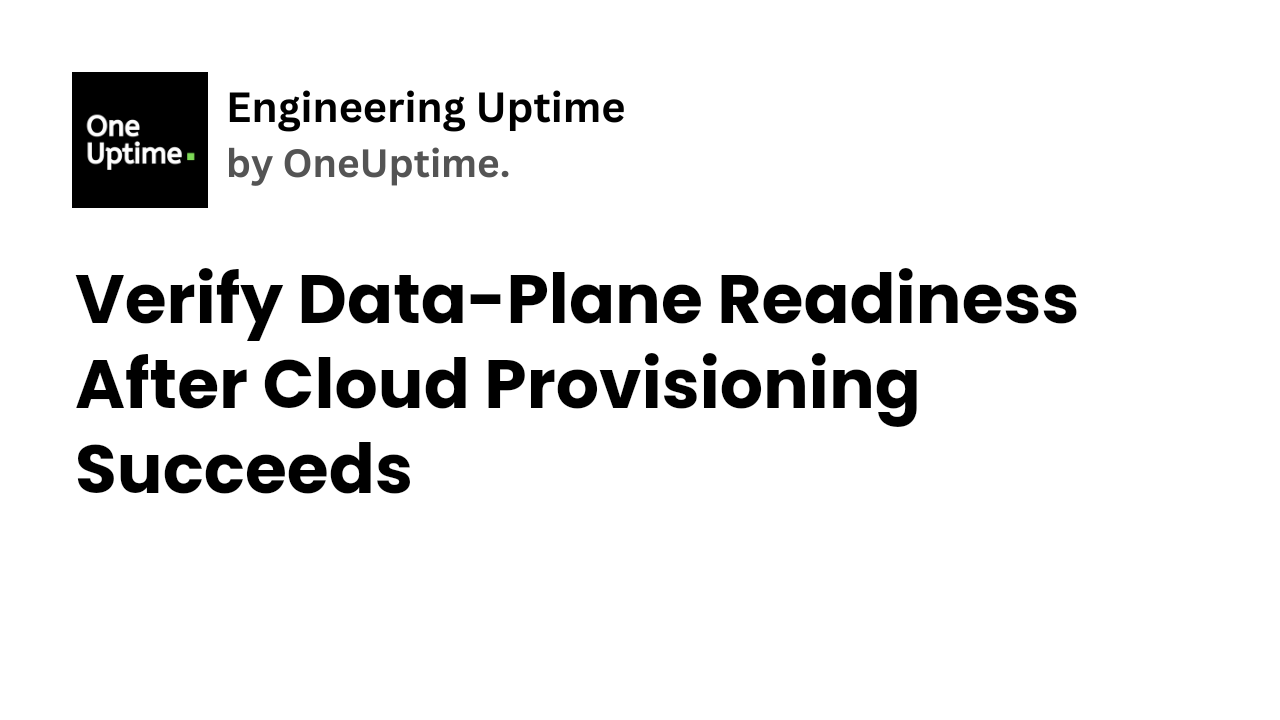 One
Uptime
Engineering Uptime
by OneUptime.
Verify Data-Plane Readiness
After Cloud Provisioning
Succeeds